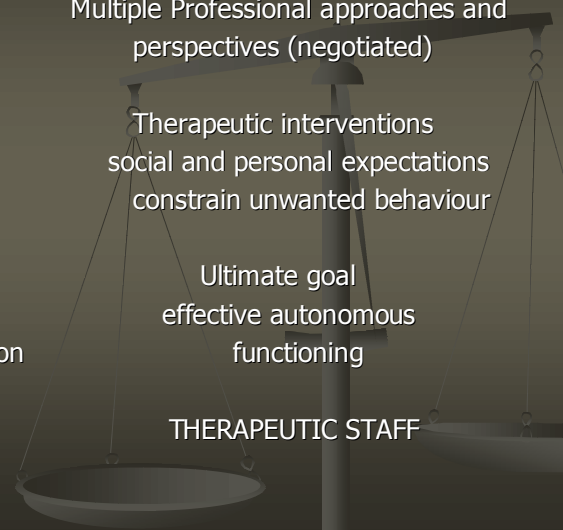 Multiple Professional approaches and
perspectives (negotiated)
Therapeutic interventions
social and personal expectations
constrain unwanted behaviour
Ultimate goal
effective autonomous
on functioning
THERAPEUTIC STAFF